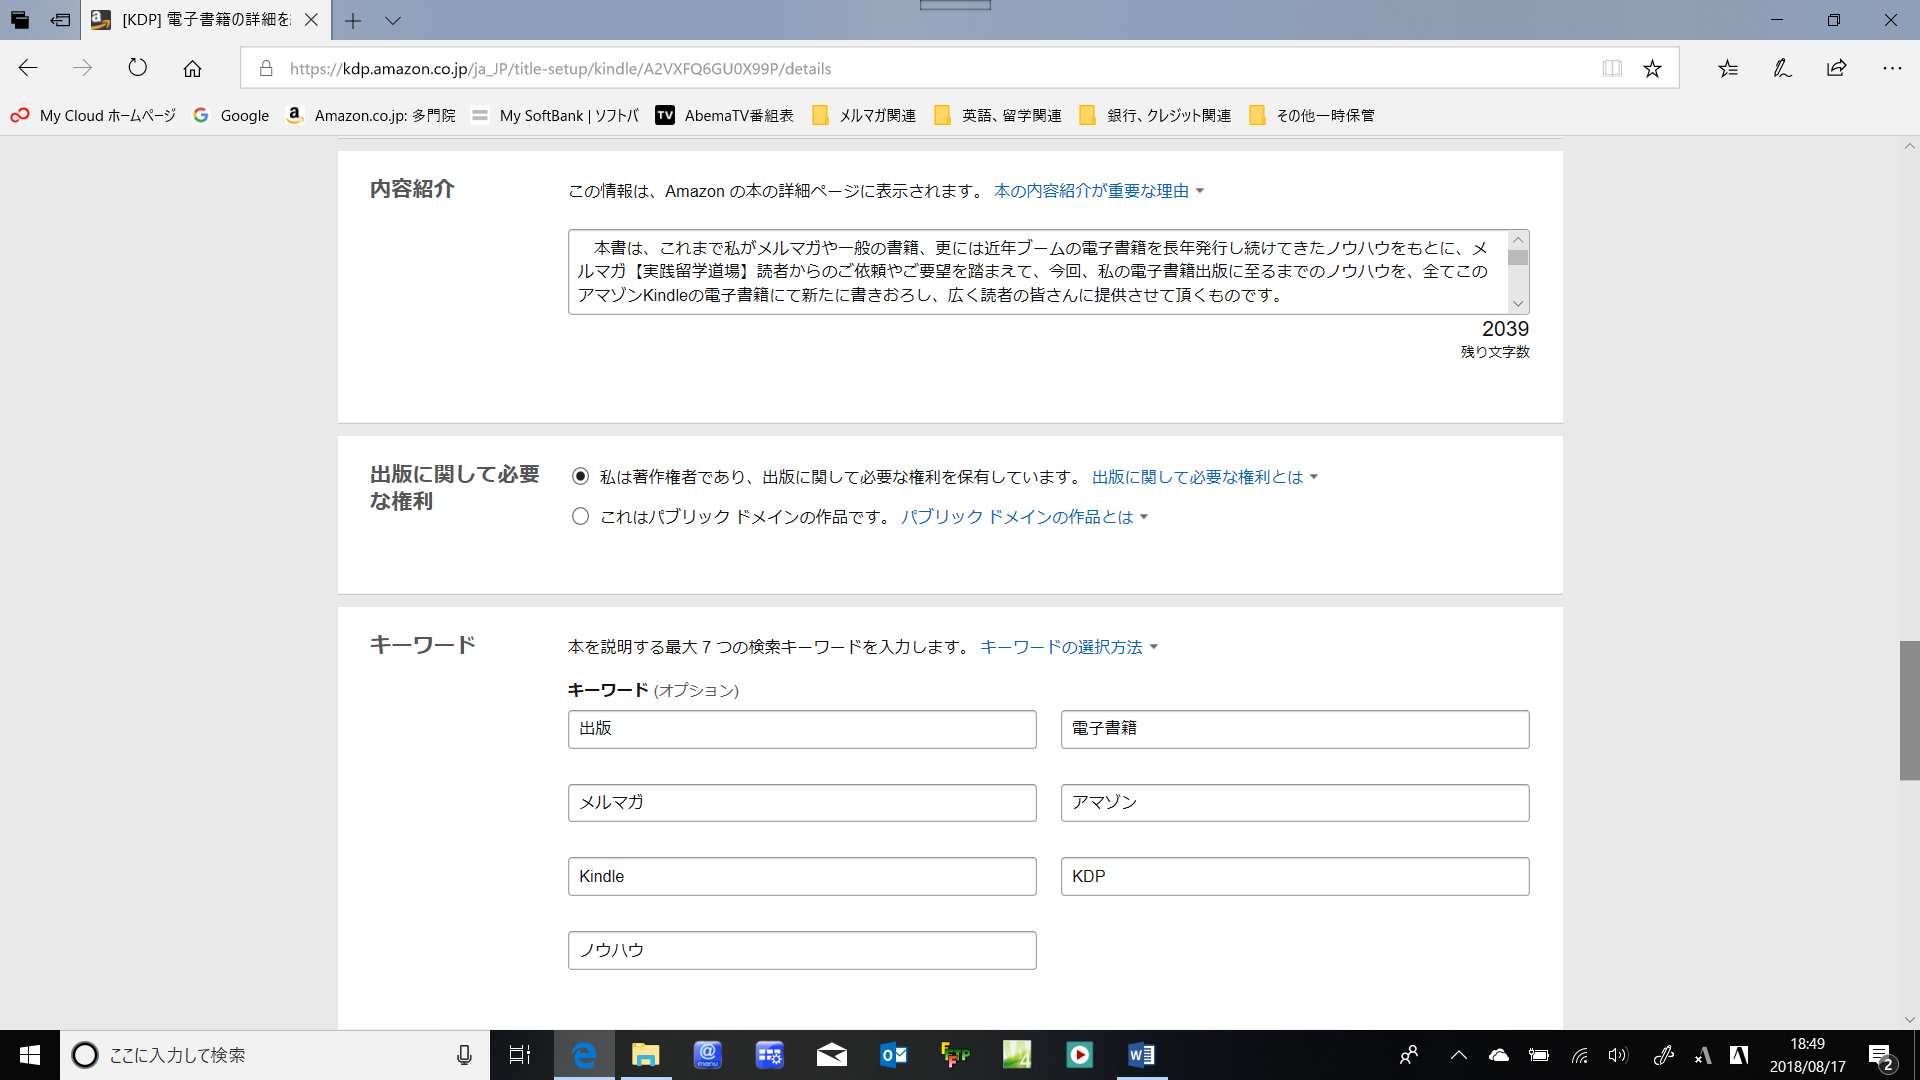 [KDP] 電子書籍の詳細を
https://kdp.amazon.co.jp/ja_JP/title-setup/kindle/A2VXFQ6GU0X99P/details
My Cloud ホームページ Google Amazon.co.jp: 多門院 My SoftBank | ソフトバ AbemaTV番組表 メルマガ関連 英語、留学関連 銀行、クレジット関連 その他一時保管
内容紹介
この情報は、Amazon の本の詳細ページに表示されます。 本の内容紹介が重要な理由
本書は、これまで私がメルマガや一般の書籍、更には近年ブームの電子書籍を長年発行し続けてきたノウハウをもとに、メ
ルマガ【実践留学道場】読者からのご依頼やご要望を踏まえて、今回、私の電子書籍出版に至るまでのノウハウを、全てこの
アマゾンKindleの電子書籍にて新たに書きおろし、広く読者の皆さんに提供させて頂くものです。
2039
残り文字数
出版に関して必要
な権利
私は著作権者であり、出版に関して必要な権利を保有しています。 出版に関して必要な権利とは
これはパブリック ドメインの作品です。 パブリック ドメインの作品とは
キーワード
本を説明する最大 7 つの検索キーワードを入力します。 キーワードの選択方法
キーワード (オプション)
出版 電子書籍
メルマガ アマゾン
Kindle KDP
ノウハウ
ここに入力して検索
18:49
2018/08/17
2